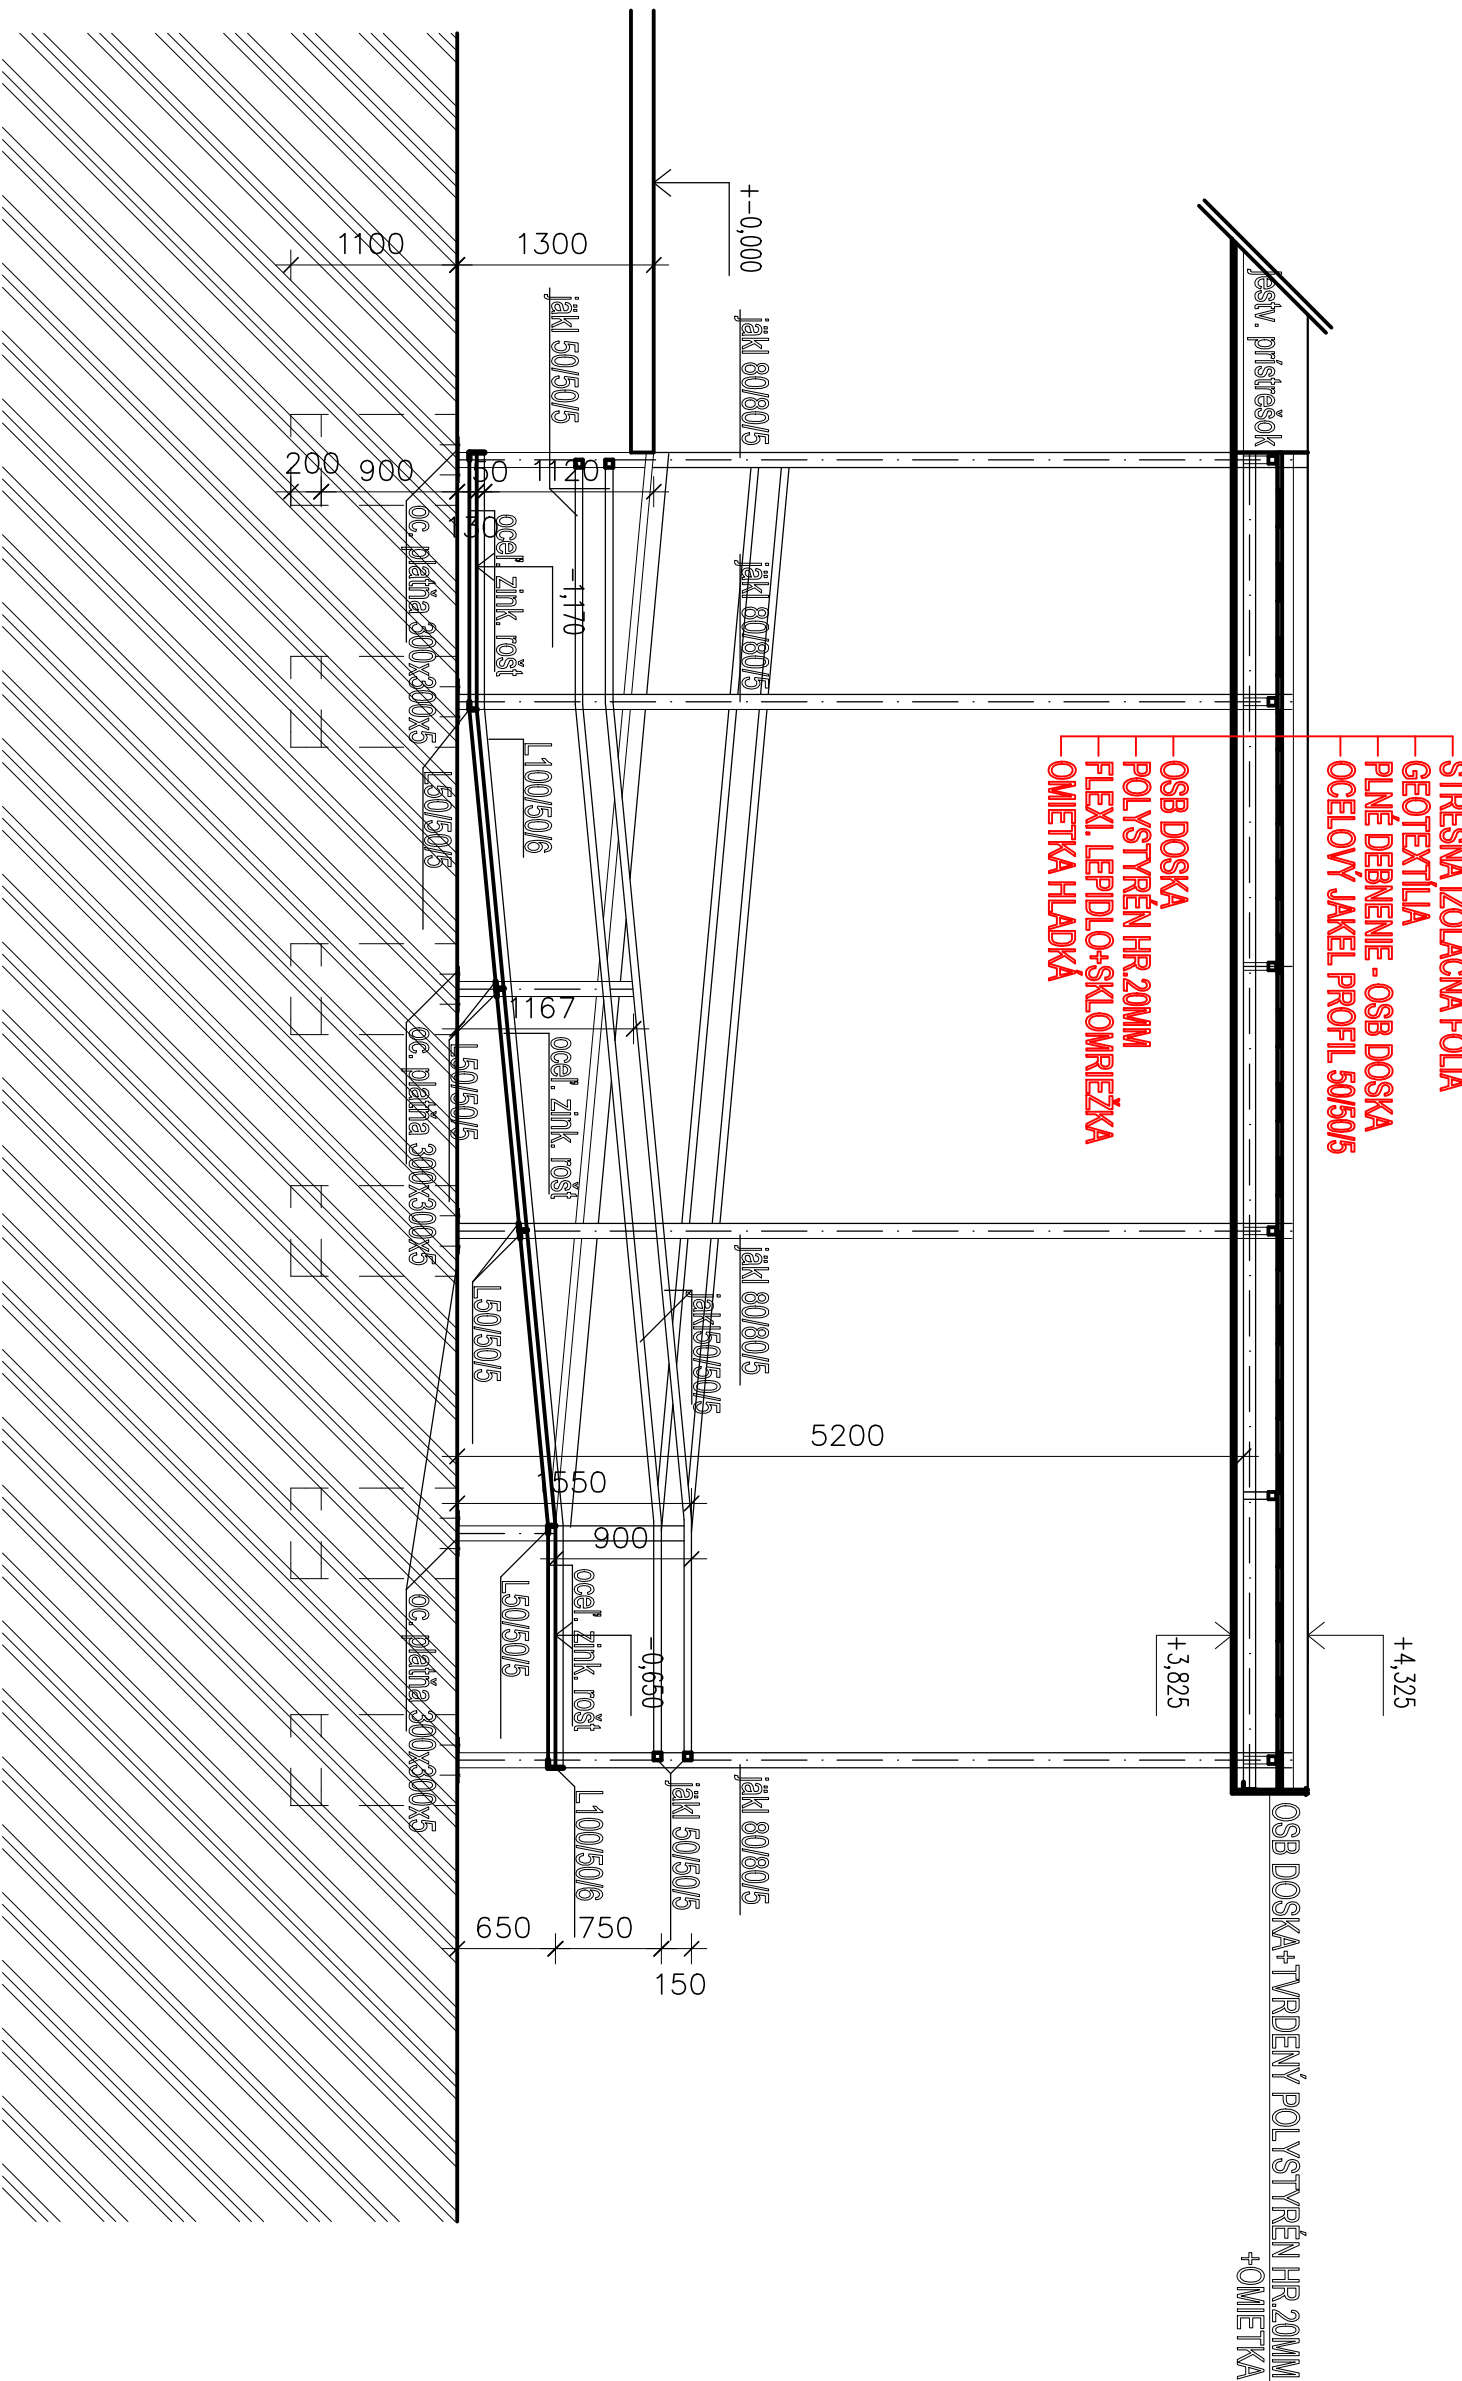 STREŠNÁ IZOLAČNÁ FÓLIA
GEOTEXTÍLIA
PLNÉ DEBNENIE - OSB DOSKA
OCELOVÝ JAKEL PROFIL 50/50/5
OSB DOSKA
POLYSTYRÉN HR.20MM
FLEXI. LEPIDLO+SKLOMRIEŽKA
OMIETKA HLADKÁ
jestv. prístrešok
+4,325
+3,825
OSB DOSKA+TVRDENÝ POLYSTYRÉN HR.20MM
+OMIETKA
+-0,000
jäkl 80/80/5
jäkl 80/80/5
jäkl 80/80/5
jäkl 80/80/5
jäkl 50/50/5
jäkl50/50/5
jäkl 50/50/5
-1,170
-0,650
oceľ. zink. rošt
oceľ. zink. rošt
oceľ. zink. rošt
L100/50/6
L100/50/6
L50/50/5
L50/50/5
L50/50/5
L50/50/5
oc. platňa 300x300x5
oc. platňa 300x300x5
oc. platňa 300x300x5
1100
1300
200
900
50
1120
130
1167
5200
1550
900
650
750
150